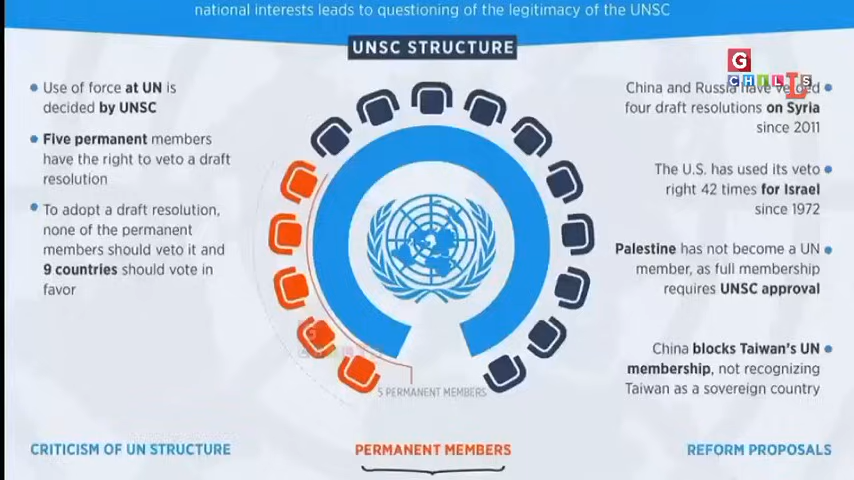 national interests leads to questioning of the legitimacy of the UNSC
UNSC STRUCTURE
G
CHILLS
Use of force at UN is
decided by UNSC
Five permanent members
have the right to veto a draft
resolution
To adopt a draft resolution,
none of the permanent
members should veto it and
9 countries should vote in
favor
China and Russia have vetoed
four draft resolutions on Syria
since 2011
The U.S. has used its veto
right 42 times for Israel
since 1972
Palestine has not become a UN
member, as full membership
requires UNSC approval
China blocks Taiwan's UN
membership, not recognizing
Taiwan as a sovereign country
5 PERMANENT MEMBERS
CRITICISM OF UN STRUCTURE
PERMANENT MEMBERS
REFORM PROPOSALS